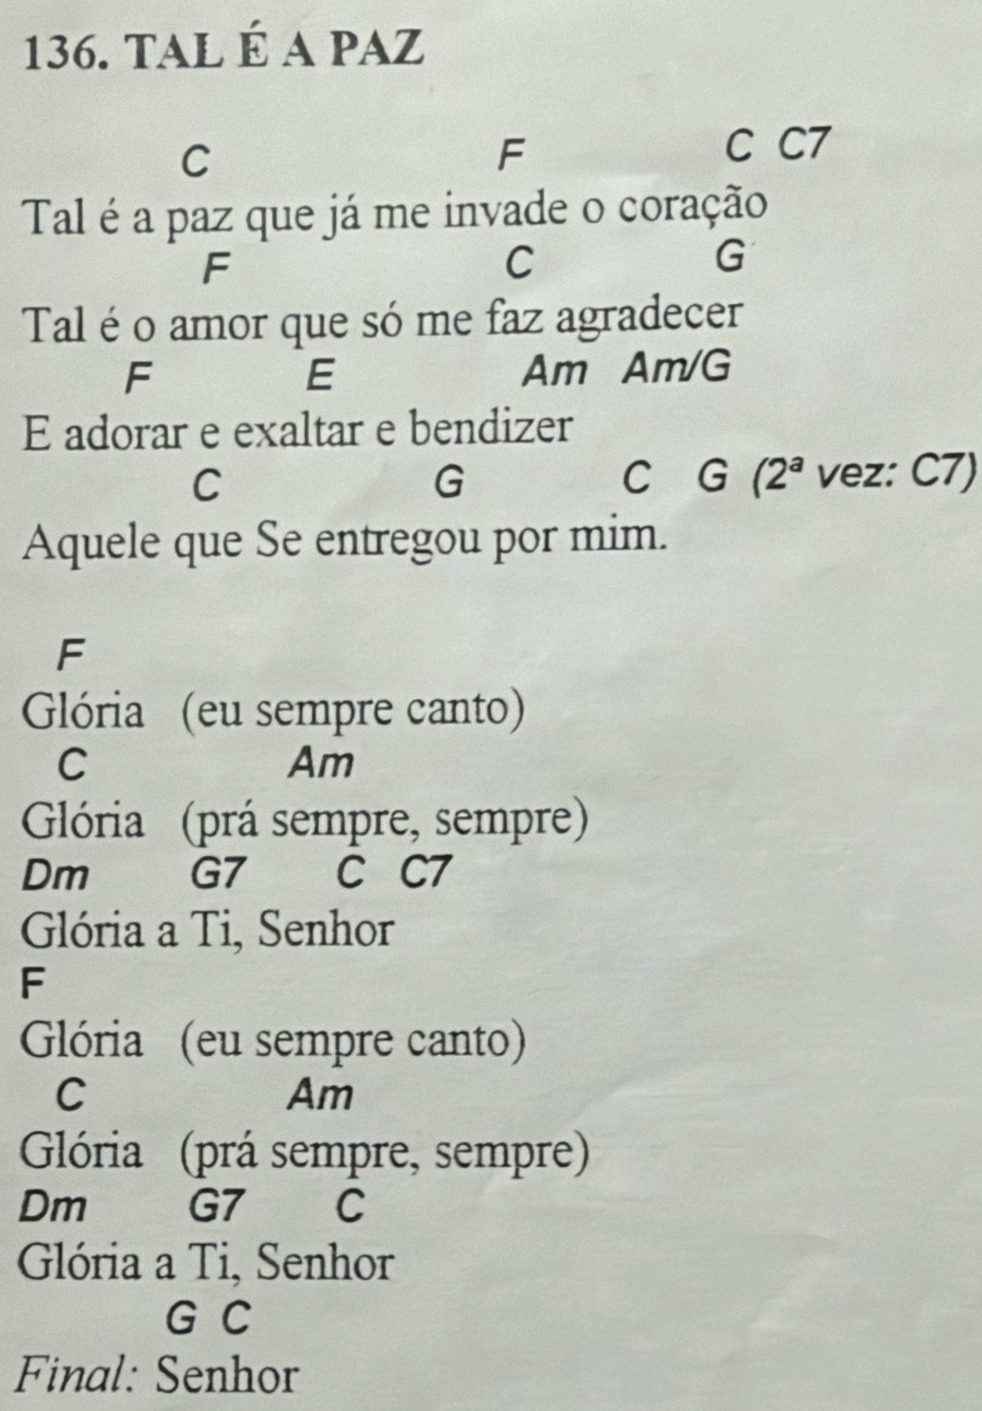 136. TAL É A PAZ
C F C C7
Tal é a paz que já me invade o coração
F C G
Tal é o amor que só me faz agradecer
F E Am Am/G
E adorar e exaltar e bendizer
C G C G (2ª vez: C7)
Aquele que Se entregou por mim.
F
Glória (eu sempre canto)
C Am
Glória (prá sempre, sempre)
Dm G7 C C7
Glória a Ti, Senhor
F
Glória (eu sempre canto)
C Am
Glória (prá sempre, sempre)
Dm G7 C
Glória a Ti, Senhor
G C
Final: Senhor